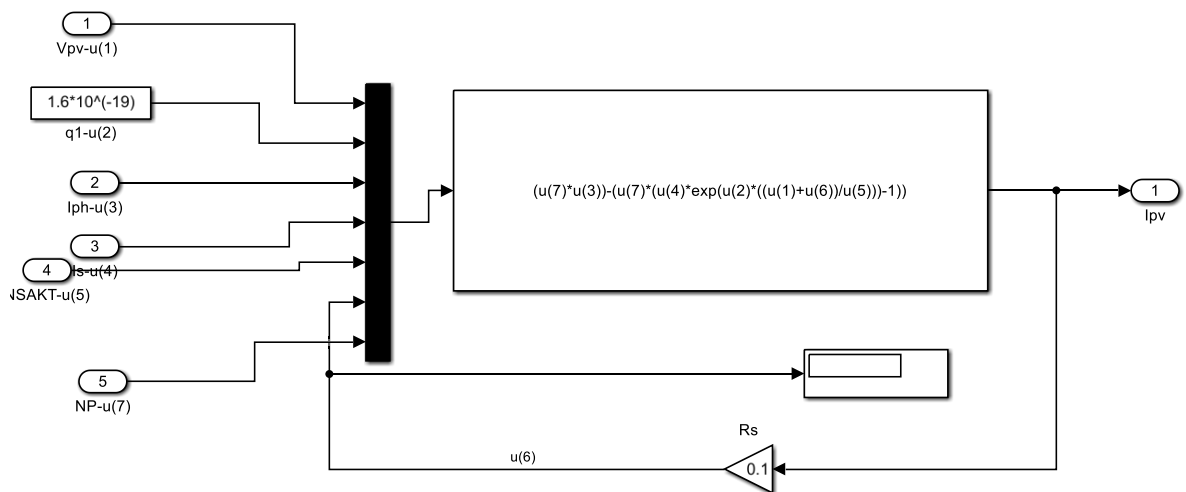 1
Vpv-u(1)
1.6*10^(-19)
q1-u(2)
2
Iph-u(3)
3
Is-u(4)
4
NSAKT-u(5)
5
NP-u(7)
(u(7)*u(3))-(u(7)*(u(4)*exp(u(2)*((u(1)+u(6))/u(5)))-1))
1
Ipv
Rs
0.1
u(6)